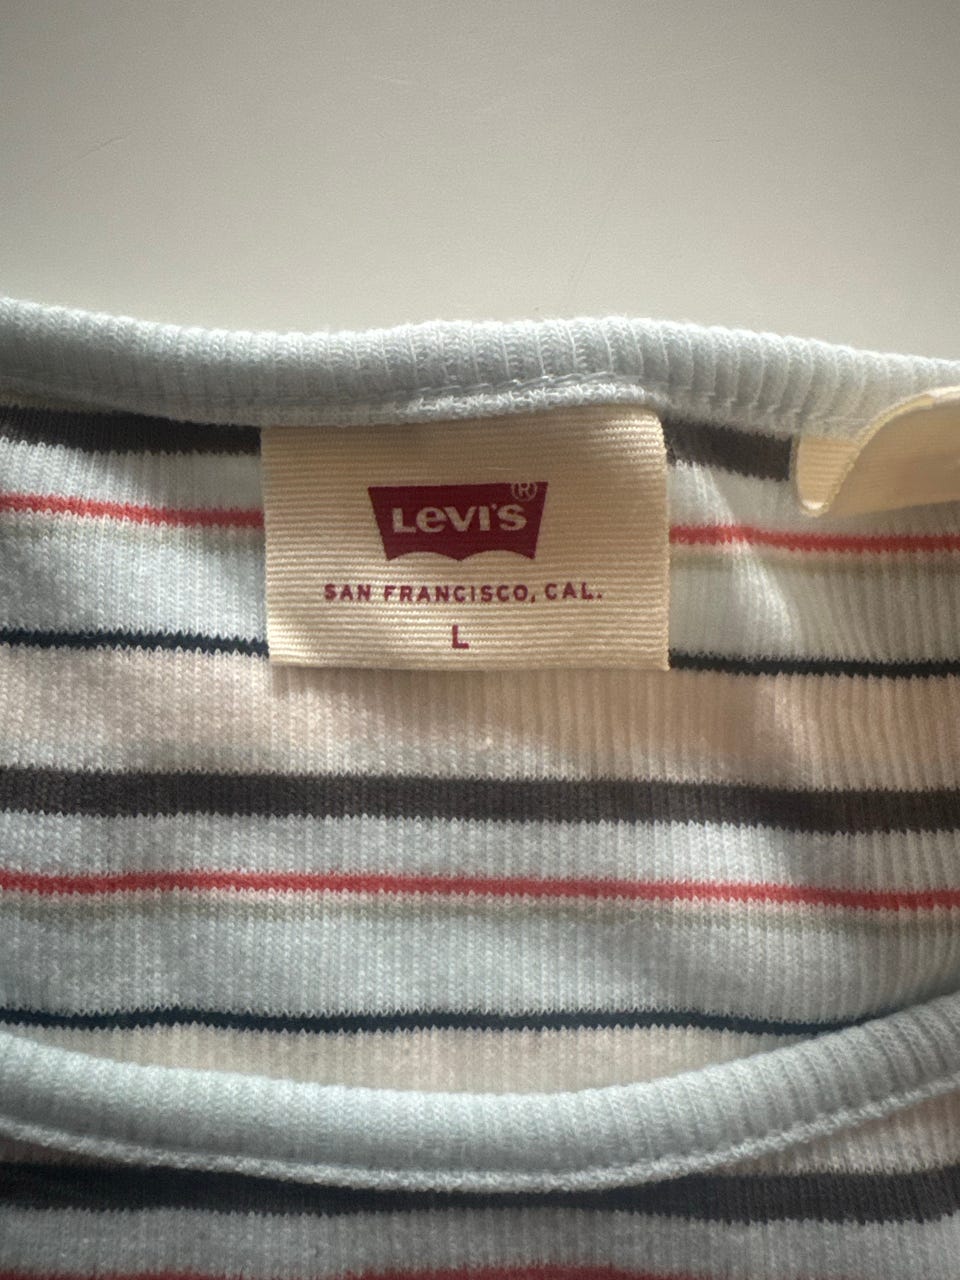 LEVI'S®
SAN FRANCISCO, CAL.
L